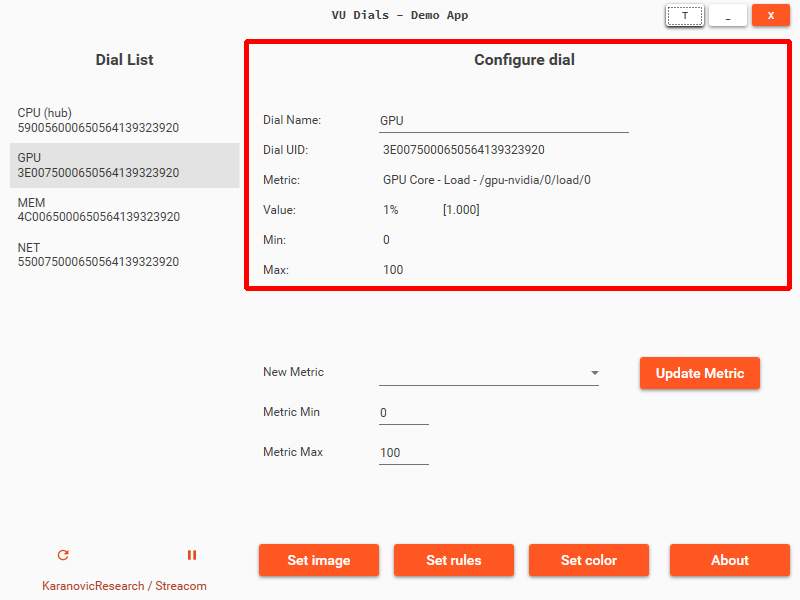 VU Dials - Demo App
T
_
X
Dial List
CPU (hub)
590056000650564139323920
GPU
3E0075000650564139323920
MEM
4C0065000650564139323920
NET
550075000650564139323920
Configure dial
Dial Name: GPU
Dial UID: 3E0075000650564139323920
Metric: GPU Core - Load - /gpu-nvidia/0/load/0
Value: 1% [1.000]
Min: 0
Max: 100
New Metric
Update Metric
Metric Min 0
Metric Max 100
Set image
Set rules
Set color
About
KaranovicResearch / Streacom